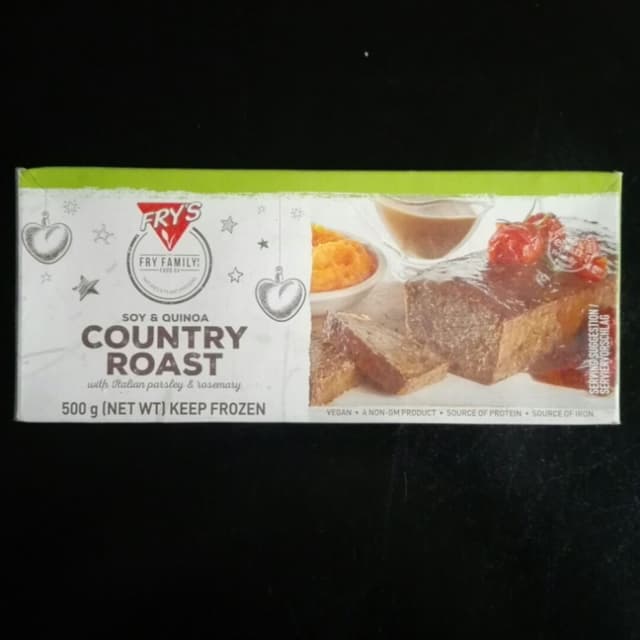 FRY'S
FRY FAMILY
FOOD CO
SOY & QUINOA
COUNTRY
ROAST
with Italian parsley & rosemary
500 g (NET WT) KEEP FROZEN
VEGAN • A NON-GM PRODUCT • SOURCE OF PROTEIN • SOURCE OF IRON
SERVING SUGGESTION/
SERVIERVORSCHLAG